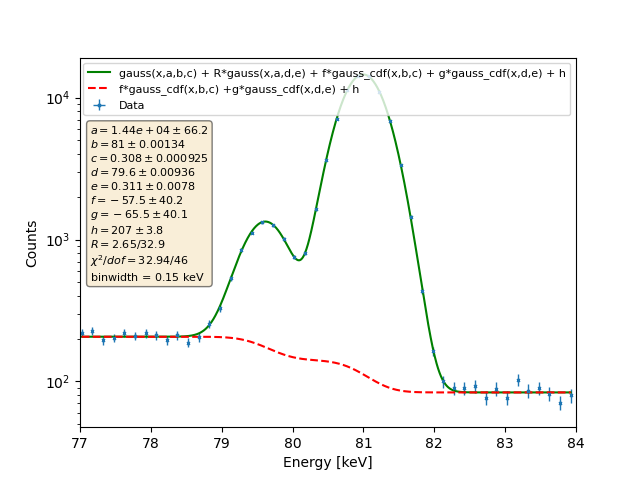 gauss(x,a,b,c) + R*gauss(x,a,d,e) + f*gauss_cdf(x,b,c) + g*gauss_cdf(x,d,e) + h
f*gauss_cdf(x,b,c) +g*gauss_cdf(x,d,e) + h
Data
a = 1.44e + 04 ± 66.2
b = 81 ± 0.00134
c = 0.308 ± 0.000925
d = 79.6 ± 0.00936
e = 0.311 ± 0.0078
f = −57.5 ± 40.2
g = −65.5 ± 40.1
h = 207 ± 3.8
R = 2.65/32.9
χ²/dof = 32.94/46
binwidth = 0.15 keV
10⁴
10³
10²
Counts
77 78 79 80 81 82 83 84
Energy [keV]